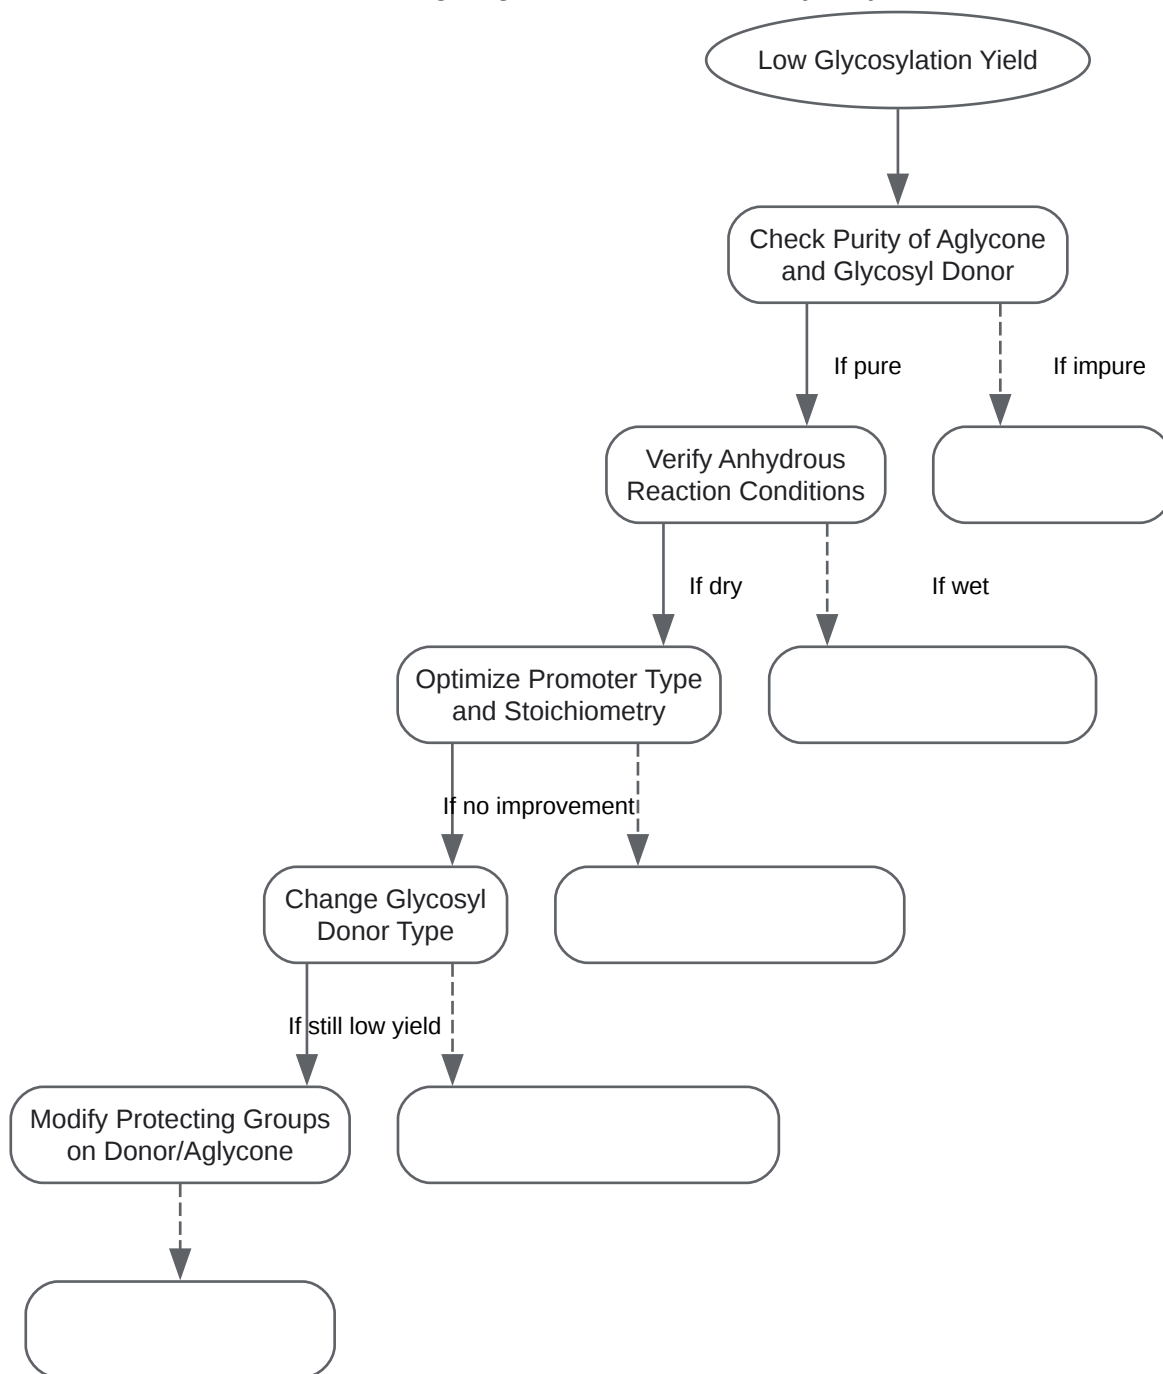 Low Glycosylation Yield
Check Purity of Aglycone
and Glycosyl Donor
If pure
If impure
Verify Anhydrous
Reaction Conditions
If dry
If wet
Optimize Promoter Type
and Stoichiometry
If no improvement
Change Glycosyl
Donor Type
If still low yield
Modify Protecting Groups
on Donor/Aglycone